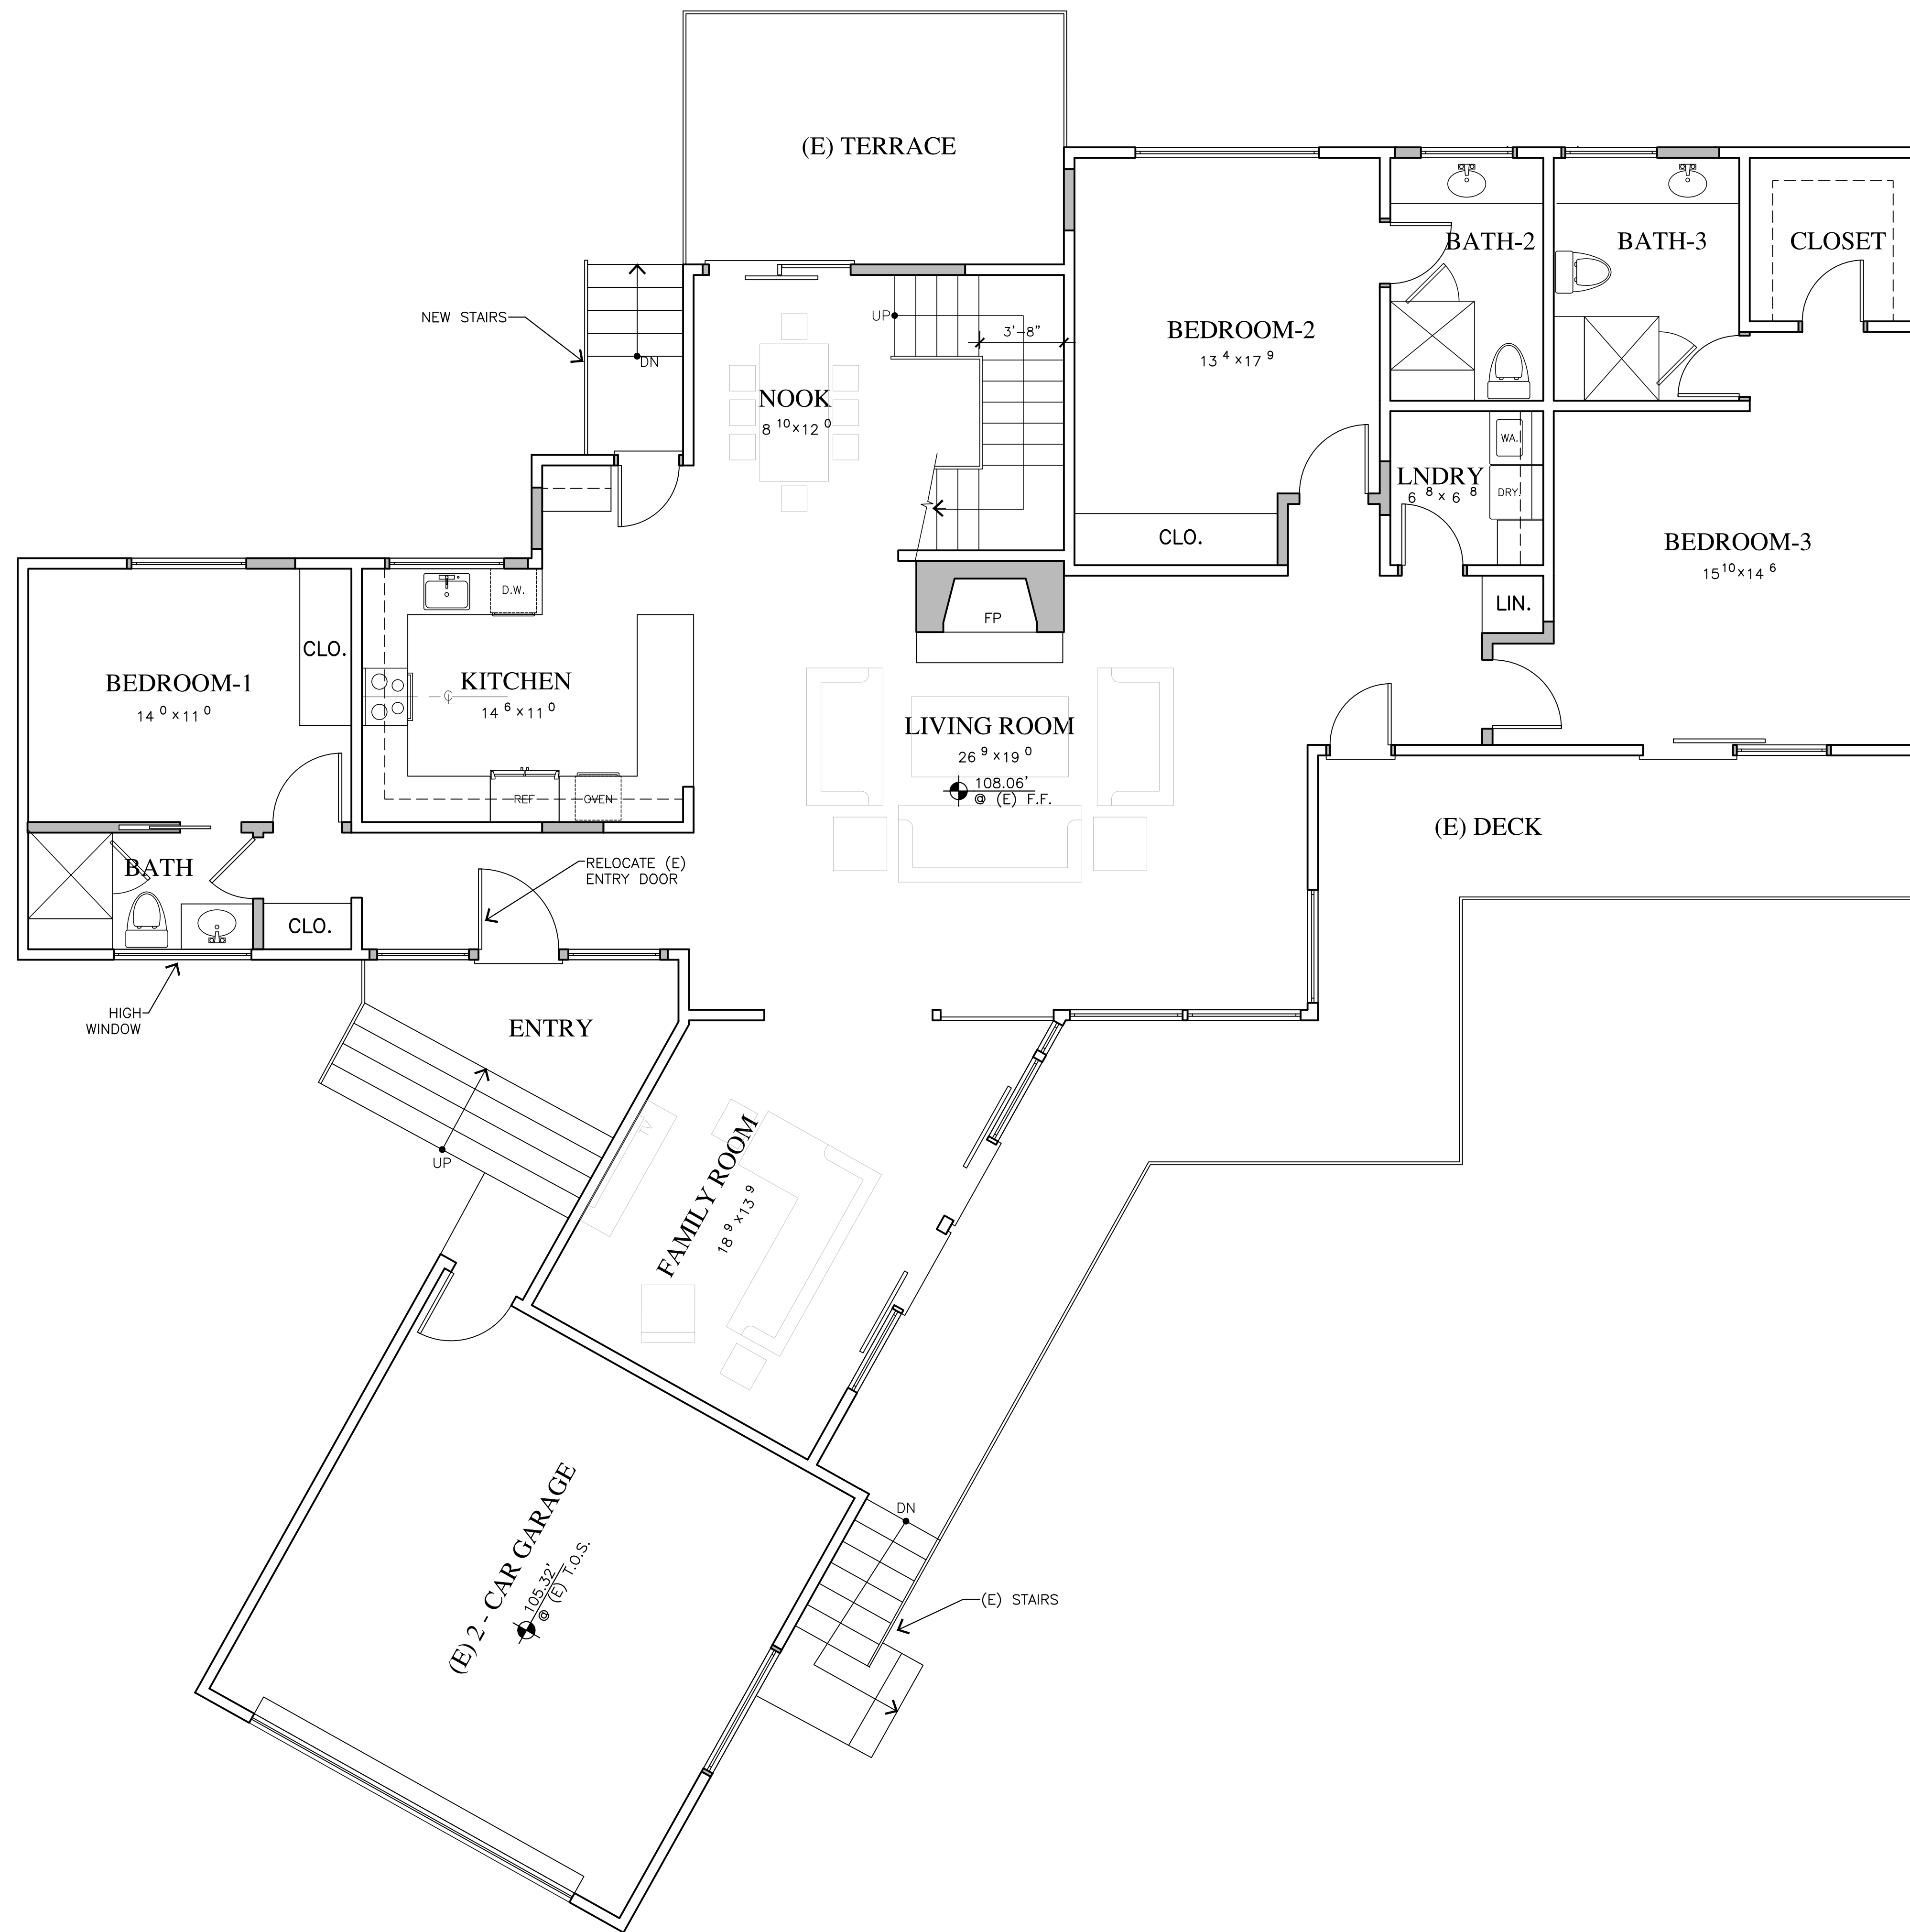 (E) TERRACE
NEW STAIRS
DN
UP
3'-8"
NOOK
8 10 x 12 0
BEDROOM-2
13 4 x 17 9
CLO.
BATH-2
BATH-3
CLOSET
WA.
DRY.
LNDRY
6 8 x 6 8
LIN.
BEDROOM-3
15 10 x 14 6
BEDROOM-1
14 0 x 11 0
CLO.
D.W.
KITCHEN
14 6 x 11 0
CL
REF
OVEN
FP
LIVING ROOM
26 9 x 19 0
108.06'
@ (E) F.F.
(E) DECK
BATH
CLO.
RELOCATE (E)
ENTRY DOOR
HIGH
WINDOW
ENTRY
UP
TV
FAMILY ROOM
18 9 x 13 9
(E) 2 - CAR GARAGE
105.32'
@ (E) T.O.S.
DN
(E) STAIRS